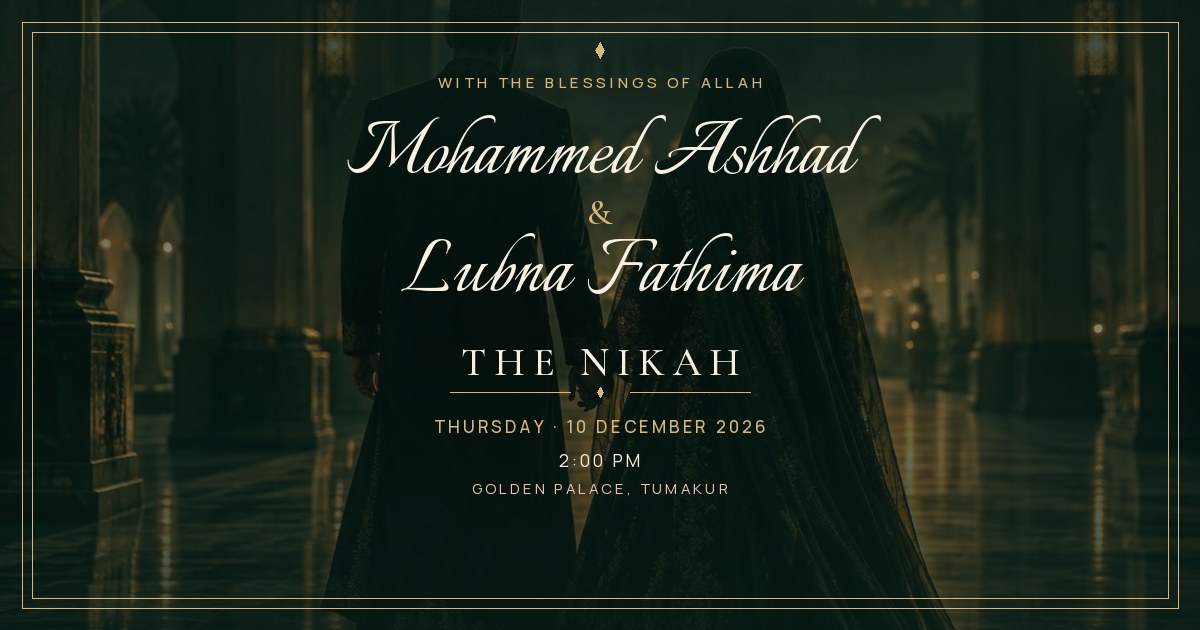 WITH THE BLESSINGS OF ALLAH
Mohammed Ashhad
&
Lubna Fathima
THE NIKAH
THURSDAY · 10 DECEMBER 2026
2:00 PM
GOLDEN PALACE, TUMAKUR